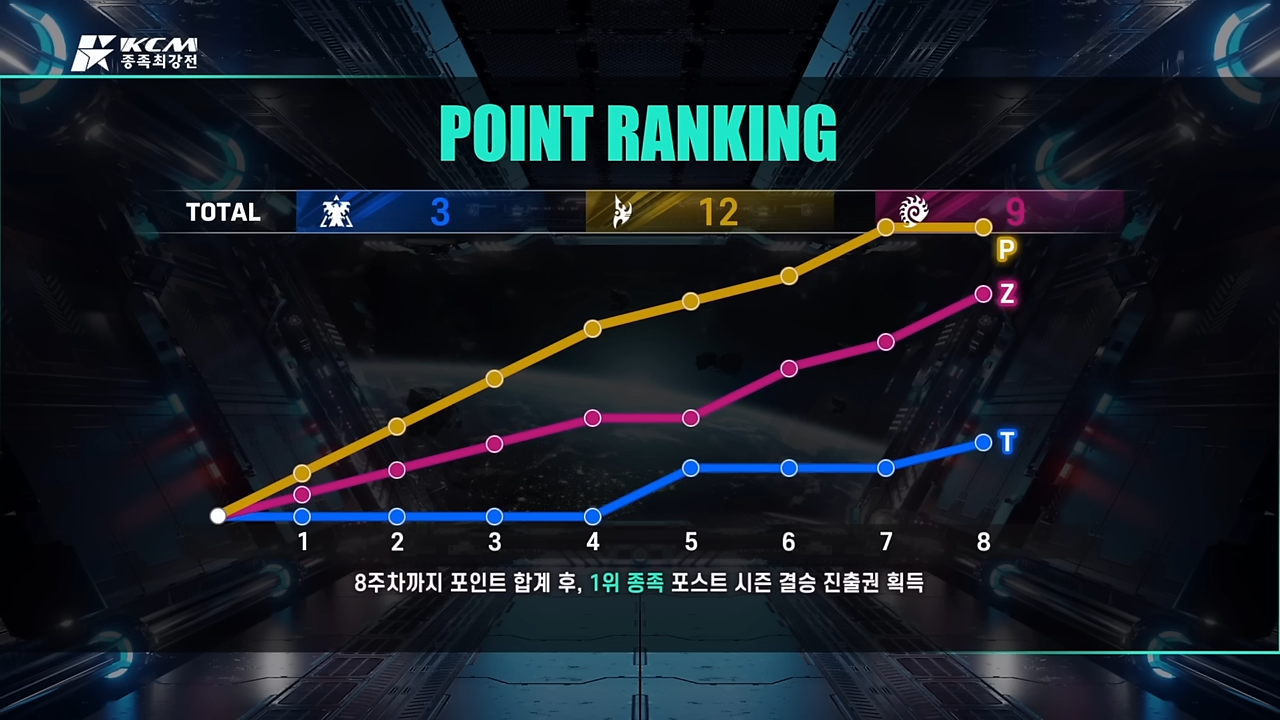 KCM
종족최강전
POINT RANKING
TOTAL 3 12 9
P
Z
T
1 2 3 4 5 6 7 8
8주차까지 포인트 합계 후, 1위 종족 포스트 시즌 결승 진출권 획득